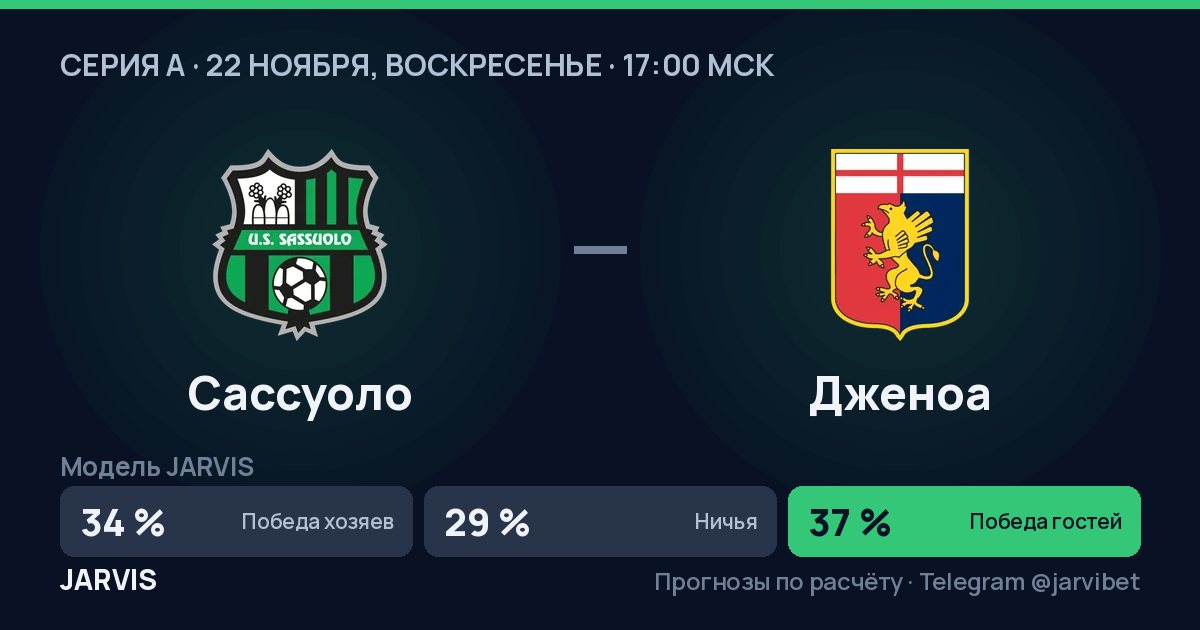 СЕРИЯ А · 22 НОЯБРЯ, ВОСКРЕСЕНЬЕ · 17:00 МСК
U.S. SASSUOLO
—
Сассуоло
Дженоа
Модель JARVIS
34 % Победа хозяев
29 % Ничья
37 % Победа гостей
JARVIS
Прогнозы по расчёту · Telegram @jarvibet